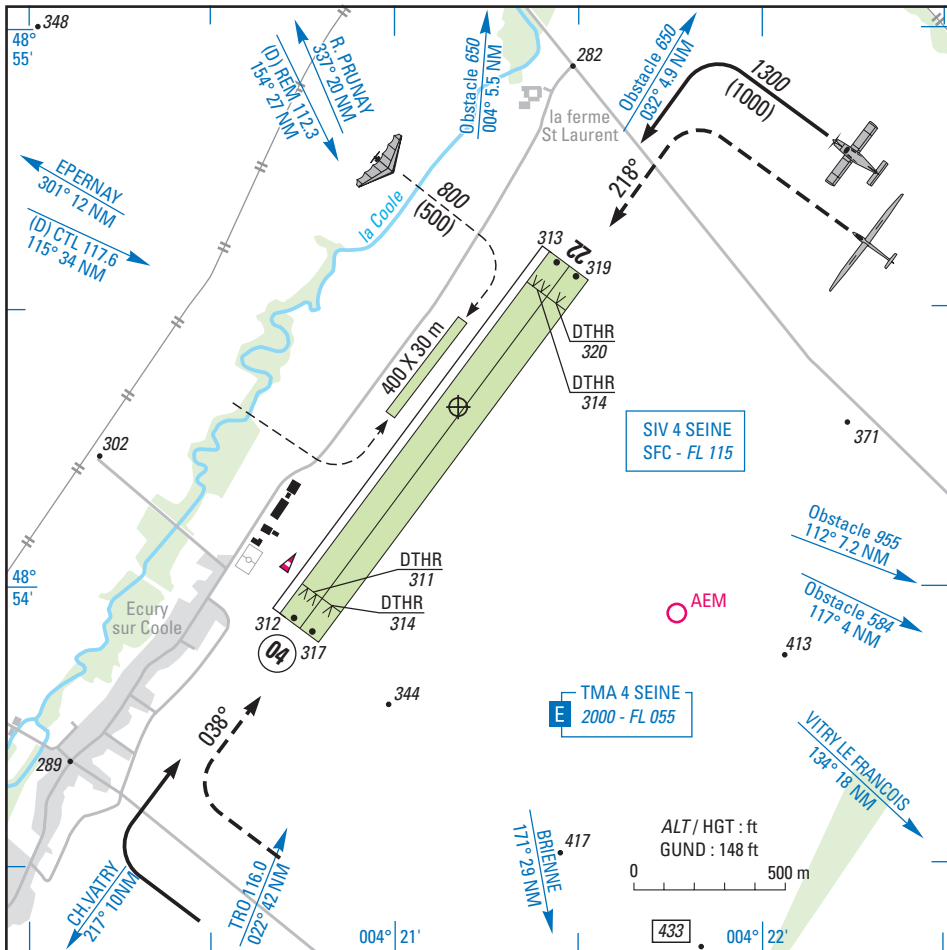 348
48°
55'
R. PRUNAY
337° 20 NM
(D) REM 112.3
154° 27 NM
Obstacle 650
004° 5.5 NM
282
Obstacle 650
032° 4.9 NM
1300
(1000)
la ferme
St Laurent
EPERNAY
301° 12 NM
(D) CTL 117.6
115° 34 NM
800
(500)
la Coole
218°
313
22
319
DTHR
320
DTHR
314
400 X 30 m
SIV 4 SEINE
SFC - FL 115
371
302
Obstacle 955
112° 7.2 NM
Obstacle 584
117° 4 NM
48°
54'
DTHR
311
DTHR
314
Ecury
sur Coole
312
317
04
AEM
413
344
TMA 4 SEINE
E
2000 - FL 055
038°
289
VITRY LE FRANCOIS
134° 18 NM
CH.VATRY
217° 10NM
TRO 116.0
022° 42 NM
BRIENNE
171° 29 NM
417
ALT / HGT : ft
GUND : 148 ft
0
500 m
004° 21'
433
004° 22'